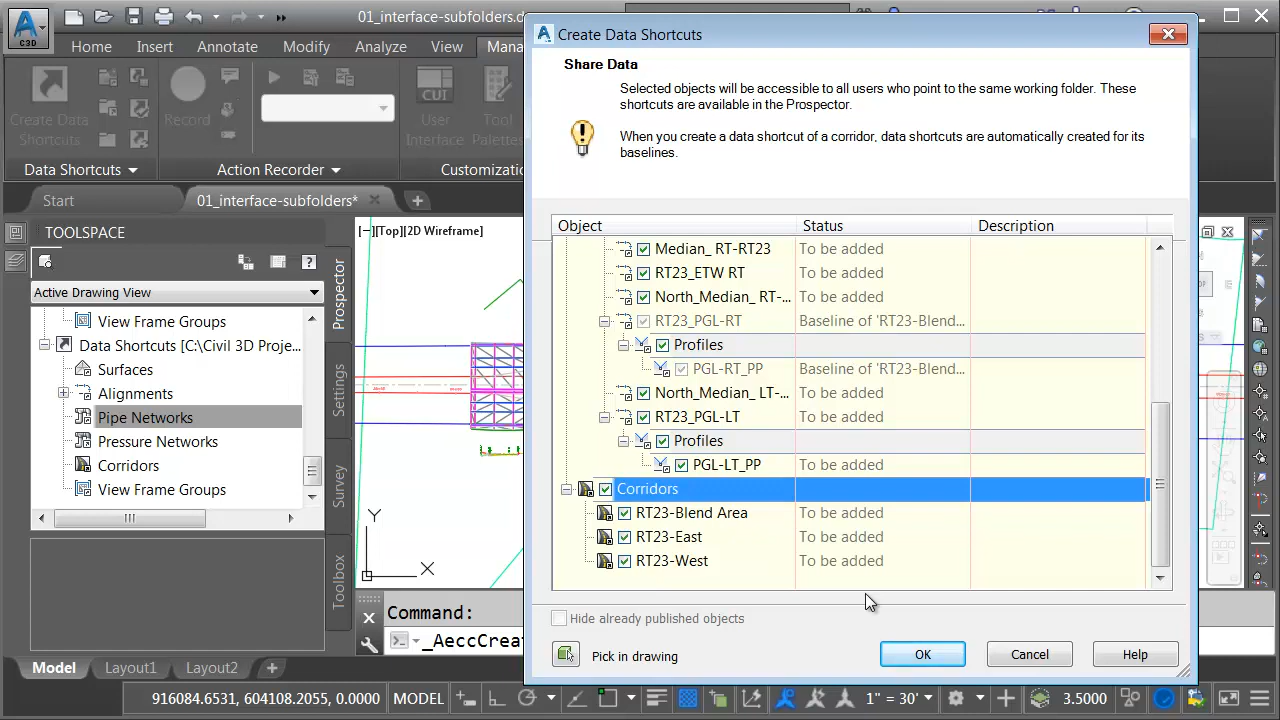 C3D
01_interface-subfolders.d
Home Insert Annotate Modify Analyze View Mana
Create Data
Shortcuts
Record
User
Interface
Tool
Palettes
Data Shortcuts
Action Recorder
Customizatio
Start
01_interface-subfolders*
TOOLSPACE
Active Drawing View
View Frame Groups
Data Shortcuts [C:\Civil 3D Proje...
Surfaces
Alignments
Pipe Networks
Pressure Networks
Corridors
View Frame Groups
Prospector
Settings
Survey
Toolbox
[−][Top][2D Wireframe]
Y
X
Command:
_AeccCreat
Create Data Shortcuts
Share Data
Selected objects will be accessible to all users who point to the same working folder. These
shortcuts are available in the Prospector.
When you create a data shortcut of a corridor, data shortcuts are automatically created for its
baselines.
Object Status Description
Median_ RT-RT23 To be added
RT23_ETW RT To be added
North_Median_ RT-... To be added
RT23_PGL-RT Baseline of 'RT23-Blend...
Profiles
PGL-RT_PP Baseline of 'RT23-Blend...
North_Median_ LT-... To be added
RT23_PGL-LT To be added
Profiles
PGL-LT_PP To be added
Corridors
RT23-Blend Area To be added
RT23-East To be added
RT23-West To be added
Hide already published objects
Pick in drawing
OK
Cancel
Help
Model Layout1 Layout2
916084.6531, 604108.2055, 0.0000 MODEL
1" = 30'
3.5000